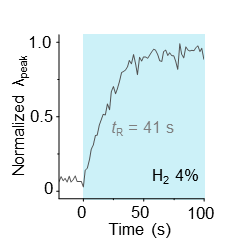 Normalized λpeak
1.0
0.5
0
tR = 41 s
H2 4%
0 50 100
Time (s)